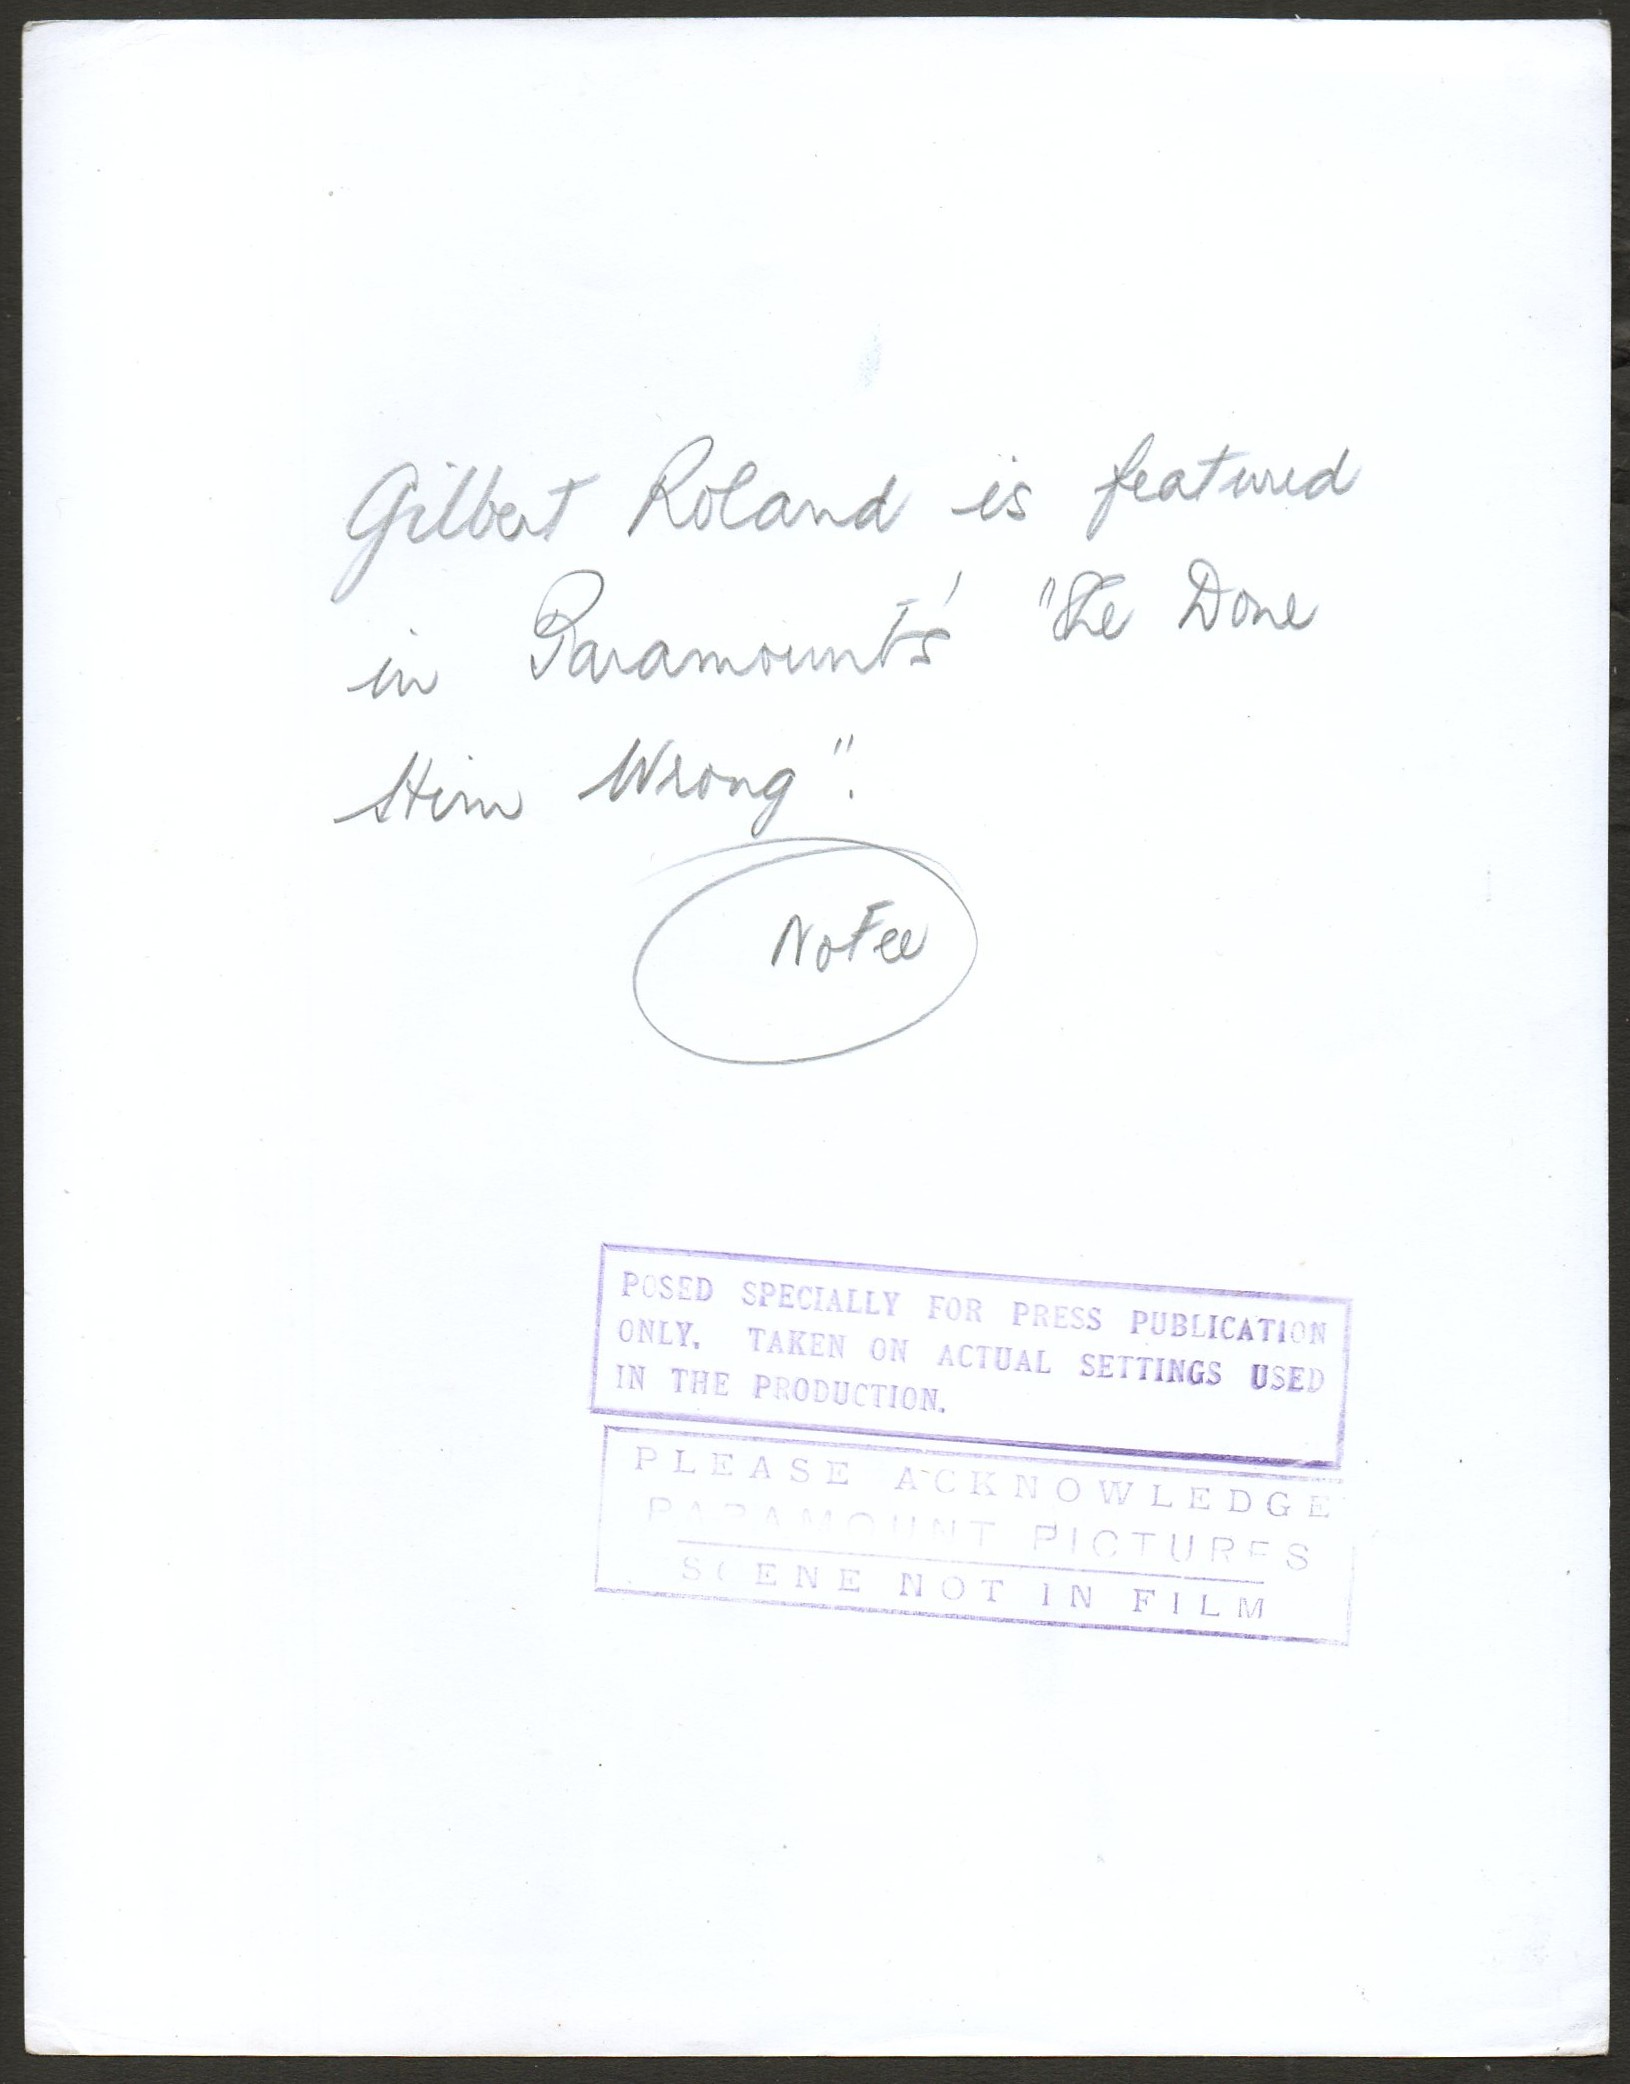 Gilbert Roland is featured
in Paramount's "She Done
Him Wrong".
No Fee
POSED SPECIALLY FOR PRESS PUBLICATION
ONLY. TAKEN ON ACTUAL SETTINGS USED
IN THE PRODUCTION.
PLEASE ACKNOWLEDGE
PARAMOUNT PICTURES
SCENE NOT IN FILM